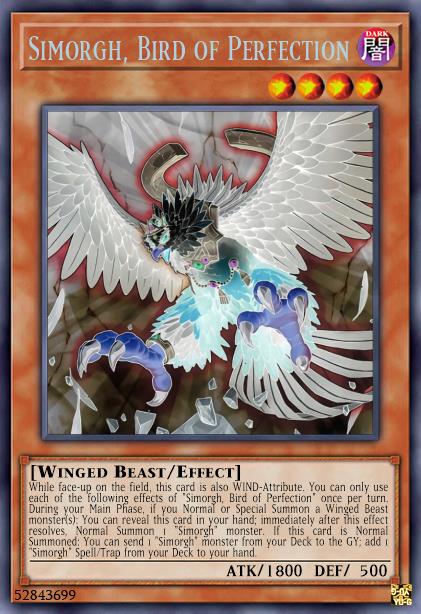 SIMORGH, BIRD OF PERFECTION
DARK
闇
[WINGED BEAST/EFFECT]
While face-up on the field, this card is also WIND-Attribute. You can only use
each of the following effects of "Simorgh, Bird of Perfection" once per turn.
During your Main Phase, if you Normal or Special Summon a Winged Beast
monster(s): You can reveal this card in your hand; immediately after this effect
resolves, Normal Summon 1 "Simorgh" monster. If this card is Normal
Summoned: You can send 1 "Simorgh" monster from your Deck to the GY; add 1
"Simorgh" Spell/Trap from your Deck to your hand.
ATK/1800 DEF/ 500
52843699